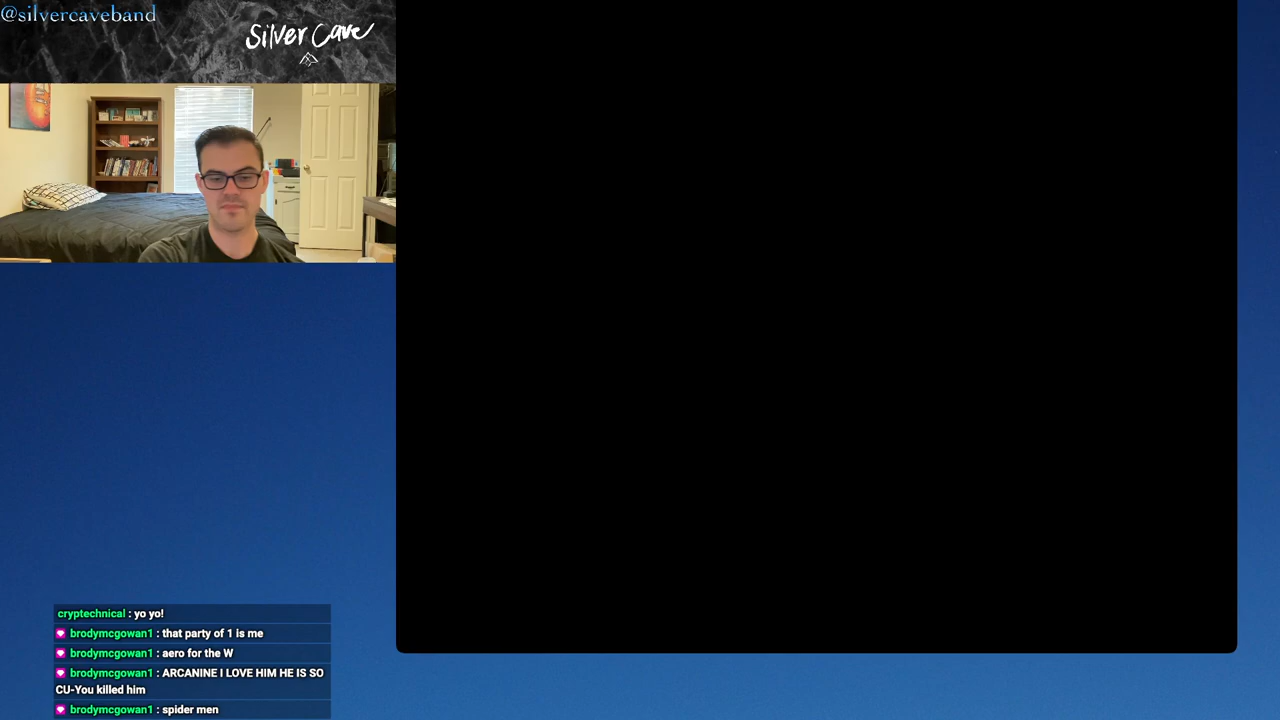 @silvercaveband
Silver Cave
cryptechnical : yo yo!
brodymcgowan1 : that party of 1 is me
brodymcgowan1 : aero for the W
brodymcgowan1 : ARCANINE I LOVE HIM HE IS SO
CU-You killed him
brodymcgowan1 : spider men